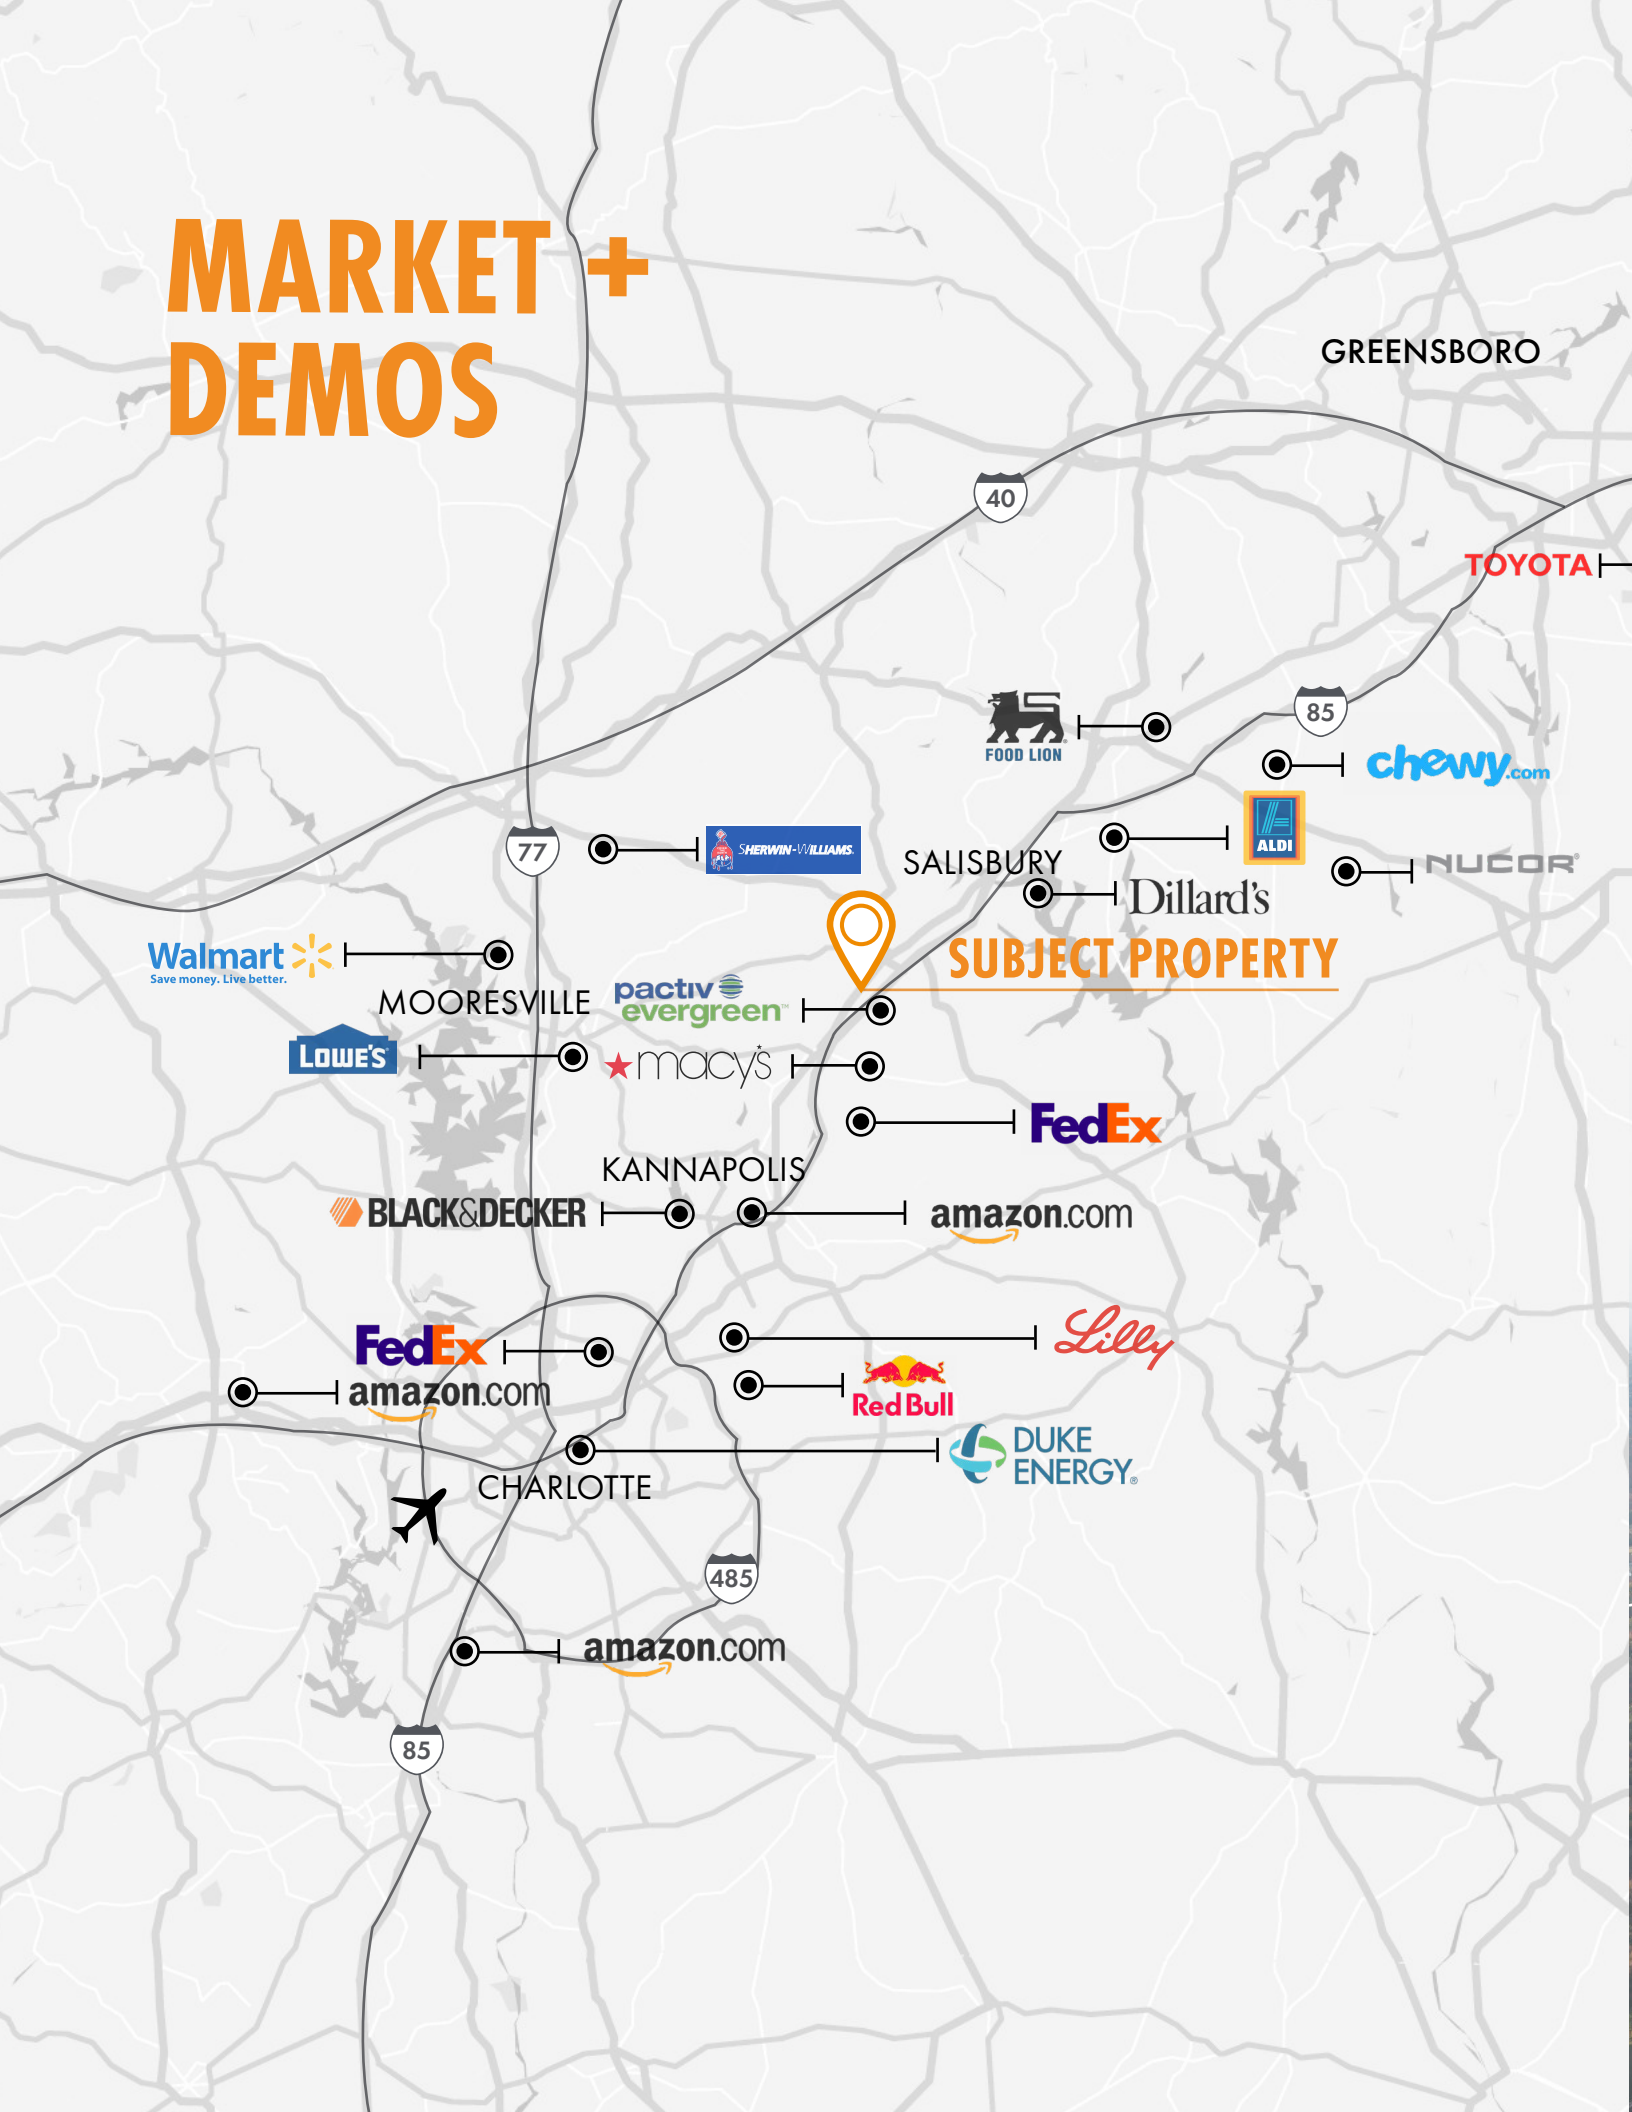 MARKET +
DEMOS
GREENSBORO
40
TOYOTA
85
FOOD LION
chewy.com
ALDI
77
SHERWIN-WILLIAMS.
SALISBURY
NUCOR®
Dillard's
Walmart
Save money. Live better.
SUBJECT PROPERTY
MOORESVILLE
pactiv
evergreen™
LOWE'S
macy's
FedEx
KANNAPOLIS
BLACK&DECKER
amazon.com
FedEx
Lilly
amazon.com
Red Bull
DUKE
ENERGY®
CHARLOTTE
485
amazon.com
85